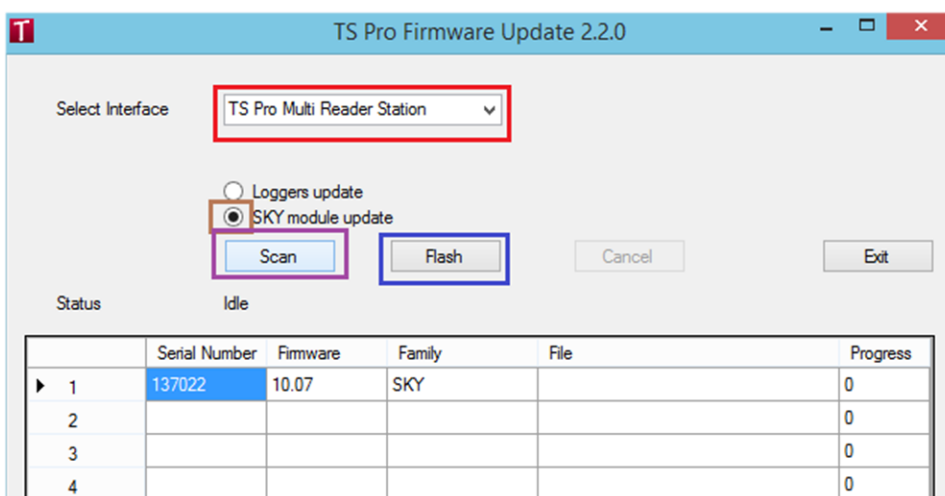 T TS Pro Firmware Update 2.2.0
Select Interface TS Pro Multi Reader Station
Loggers update
SKY module update
Scan Flash Cancel Exit
Status Idle
Serial Number Firmware Family File Progress
1 137022 10.07 SKY 0
2 0
3 0
4 0